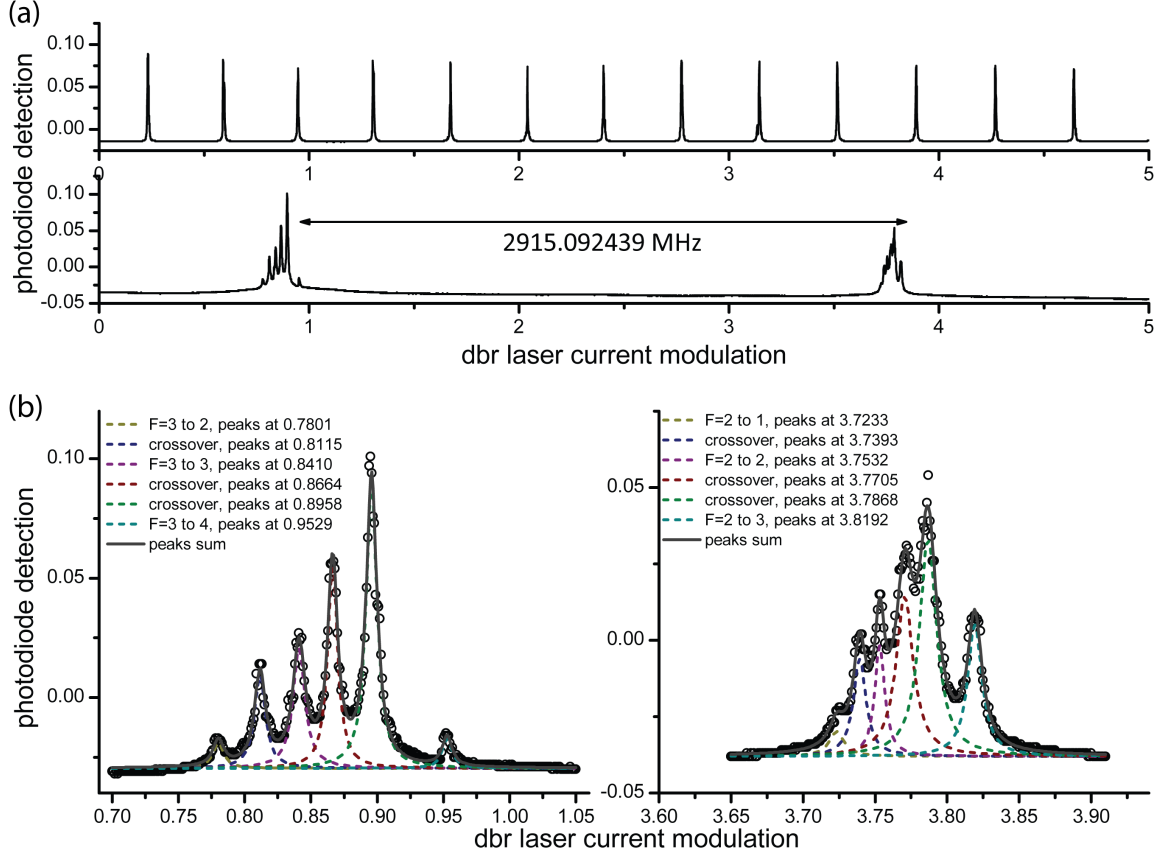 (a)
photodiode detection
0.10
0.05
0.00
0 1 2 3 4 5
photodiode detection
0.10
0.05
0.00
-0.05
2915.092439 MHz
0 1 2 3 4 5
dbr laser current modulation
(b)
photodiode detection
0.10
0.05
0.00
F=3 to 2, peaks at 0.7801
crossover, peaks at 0.8115
F=3 to 3, peaks at 0.8410
crossover, peaks at 0.8664
crossover, peaks at 0.8958
F=3 to 4, peaks at 0.9529
peaks sum
0.70 0.75 0.80 0.85 0.90 0.95 1.00 1.05
0.05
0.00
-0.05
F=2 to 1, peaks at 3.7233
crossover, peaks at 3.7393
F=2 to 2, peaks at 3.7532
crossover, peaks at 3.7705
crossover, peaks at 3.7868
F=2 to 3, peaks at 3.8192
peaks sum
3.60 3.65 3.70 3.75 3.80 3.85 3.90
dbr laser current modulation